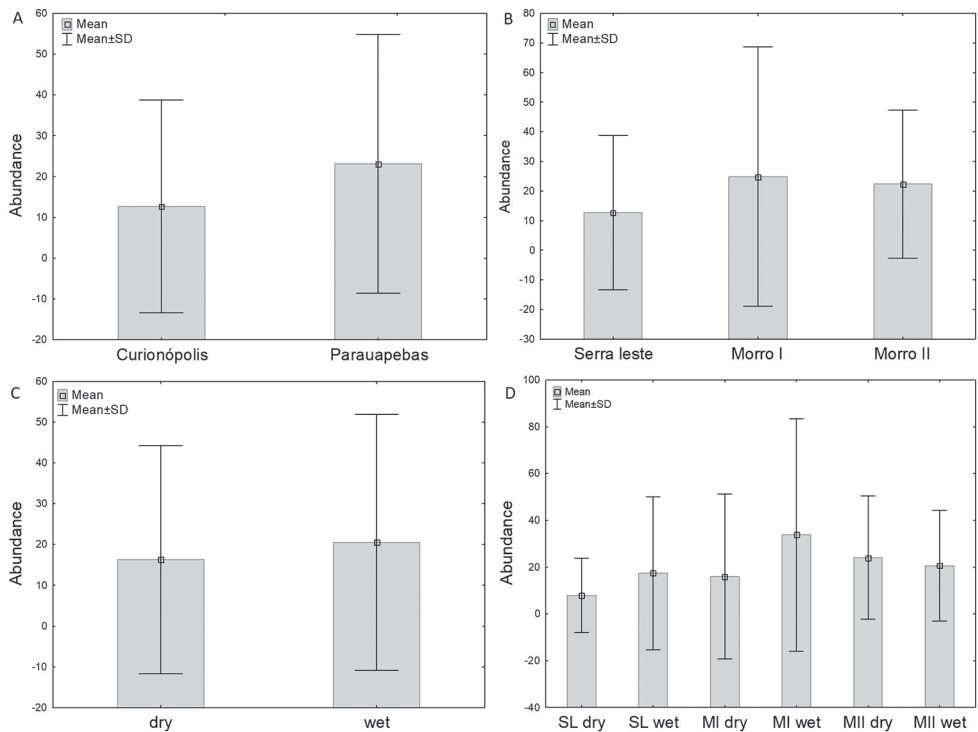 A
Mean
Mean±SD
60
50
40
30
20
10
0
-10
-20
Abundance
Curionópolis Parauapebas
B
Mean
Mean±SD
80
70
60
50
40
30
20
10
0
-10
-20
-30
Abundance
Serra leste Morro I Morro II
C
Mean
Mean±SD
60
50
40
30
20
10
0
-10
-20
Abundance
dry wet
D
Mean
Mean±SD
100
80
60
40
20
0
-20
-40
Abundance
SL dry SL wet MI dry MI wet MII dry MII wet